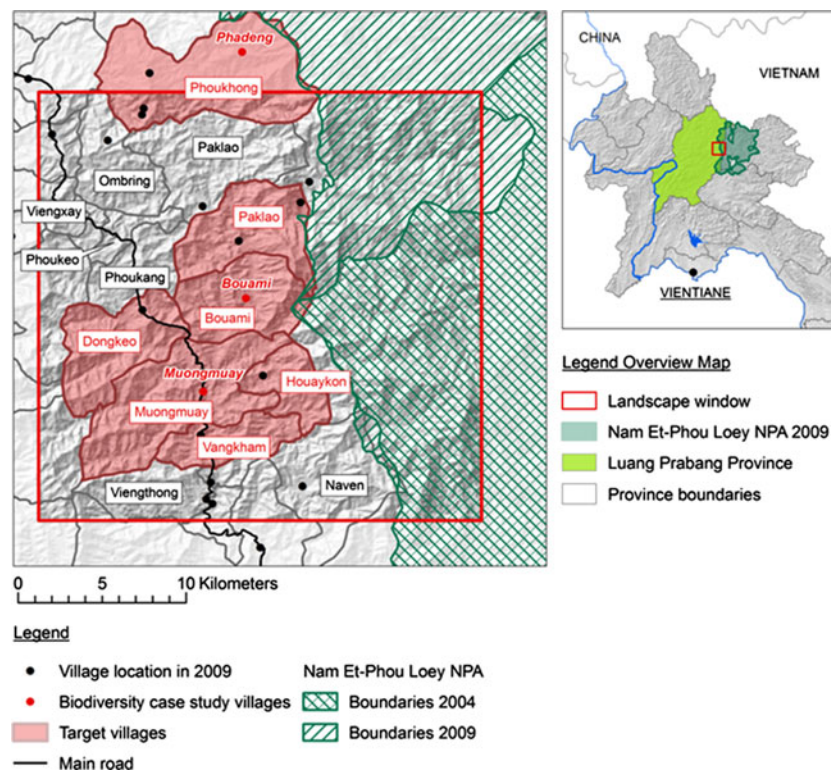 Phadeng
Phoukhong
Paklao
Ombring
Viengxay
Paklao
Phoukeo
Phoukang
Bouami
Bouami
Dongkeo
Muongmuay
Houaykon
Muongmuay
Vangkham
Viengthong
Naven
0 5 10 Kilometers
Legend
Village location in 2009
Biodiversity case study villages
Target villages
Main road
Nam Et-Phou Loey NPA
Boundaries 2004
Boundaries 2009
CHINA
VIETNAM
VIENTIANE
Legend Overview Map
Landscape window
Nam Et-Phou Loey NPA 2009
Luang Prabang Province
Province boundaries